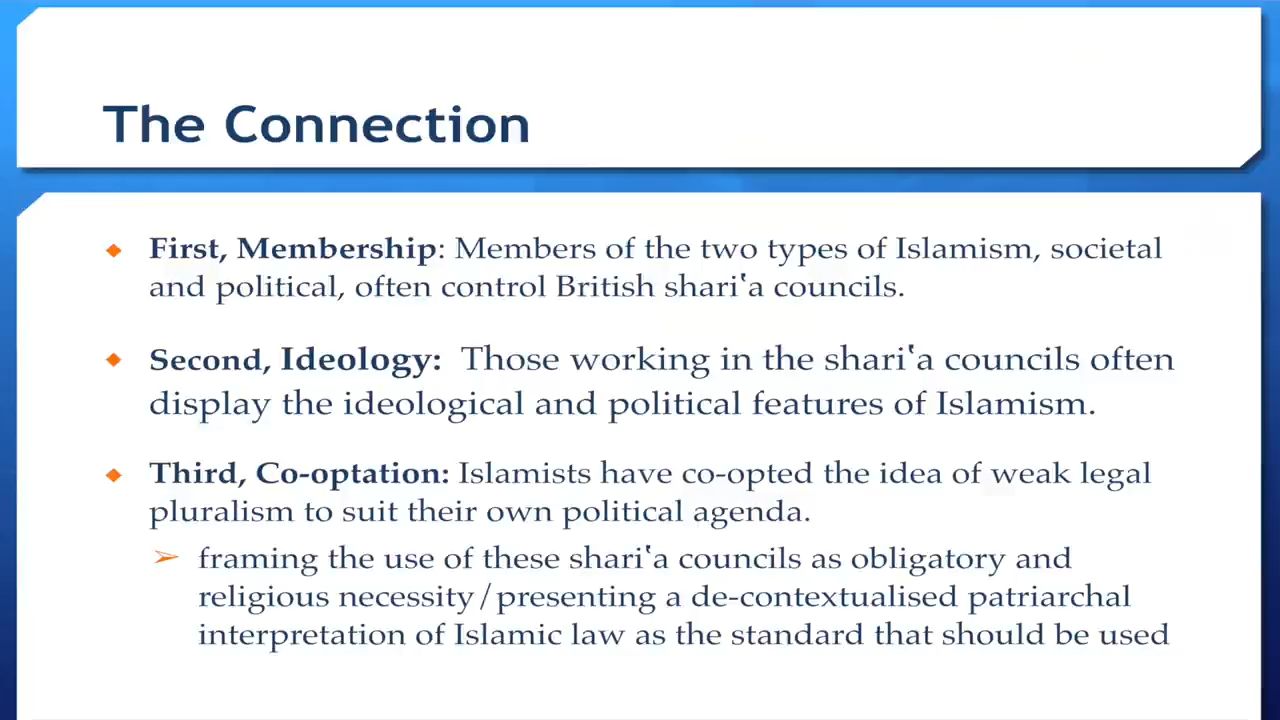 The Connection
First, Membership: Members of the two types of Islamism, societal
and political, often control British shari‛a councils.
Second, Ideology: Those working in the shari‛a councils often
display the ideological and political features of Islamism.
Third, Co-optation: Islamists have co-opted the idea of weak legal
pluralism to suit their own political agenda.
framing the use of these shari‛a councils as obligatory and
religious necessity/presenting a de-contextualised patriarchal
interpretation of Islamic law as the standard that should be used